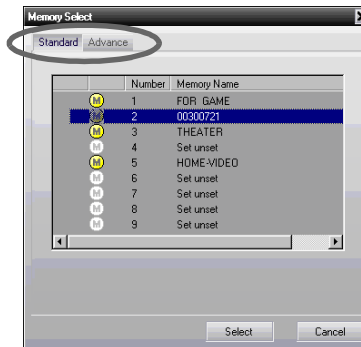 Memory Select
Standard Advance
Number Memory Name
M 1 FOR GAME
M 2 00300721
M 3 THEATER
M 4 Set unset
M 5 HOME-VIDEO
M 6 Set unset
M 7 Set unset
M 8 Set unset
M 9 Set unset
Select Cancel